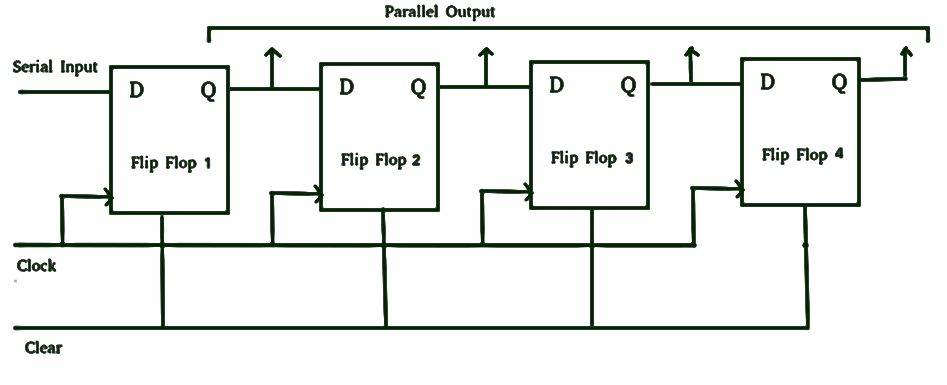 Parallel Output
Serial Input
D Q
Flip Flop 1
D Q
Flip Flop 2
D Q
Flip Flop 3
D Q
Flip Flop 4
Clock
Clear